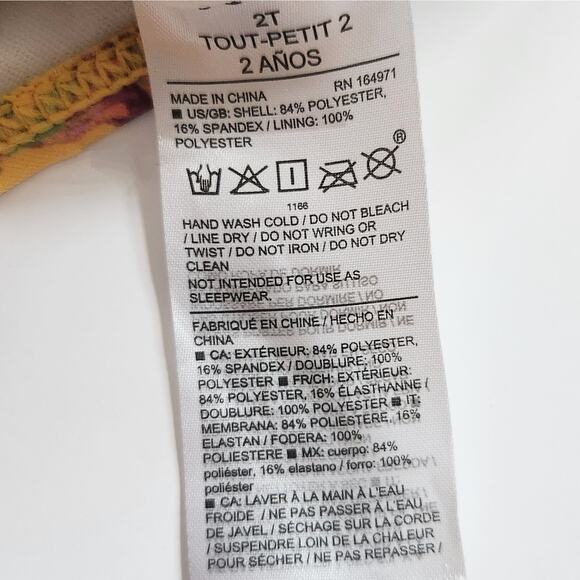 2T
TOUT-PETIT 2
2 AÑOS
RN 164971
MADE IN CHINA
■ US/GB: SHELL: 84% POLYESTER,
16% SPANDEX / LINING: 100%
POLYESTER
®
1166
HAND WASH COLD / DO NOT BLEACH
/ LINE DRY / DO NOT WRING OR
TWIST / DO NOT IRON / DO NOT DRY
CLEAN
NOT INTENDED FOR USE AS
SLEEPWEAR.
FABRIQUÉ EN CHINE / HECHO EN
CHINA
■ CA: EXTÉRIEUR: 84% POLYESTER,
16% SPANDEX / DOUBLURE: 100%
POLYESTER ■ FR/CH: EXTÉRIEUR:
84% POLYESTER, 16% ÉLASTHANNE /
DOUBLURE: 100% POLYESTER ■ IT:
MEMBRANA: 84% POLIESTERE, 16%
ELASTAN / FODERA: 100%
POLIESTERE ■ MX: cuerpo: 84%
poliéster, 16% elastano / forro: 100%
poliéster
■ CA: LAVER À LA MAIN À L'EAU
FROIDE / NE PAS PASSER À L'EAU
DE JAVEL / SÉCHAGE SUR LA CORDE
/ SUSPENDRE LOIN DE LA CHALEUR
POUR SÉCHER / NE PAS REPASSER /